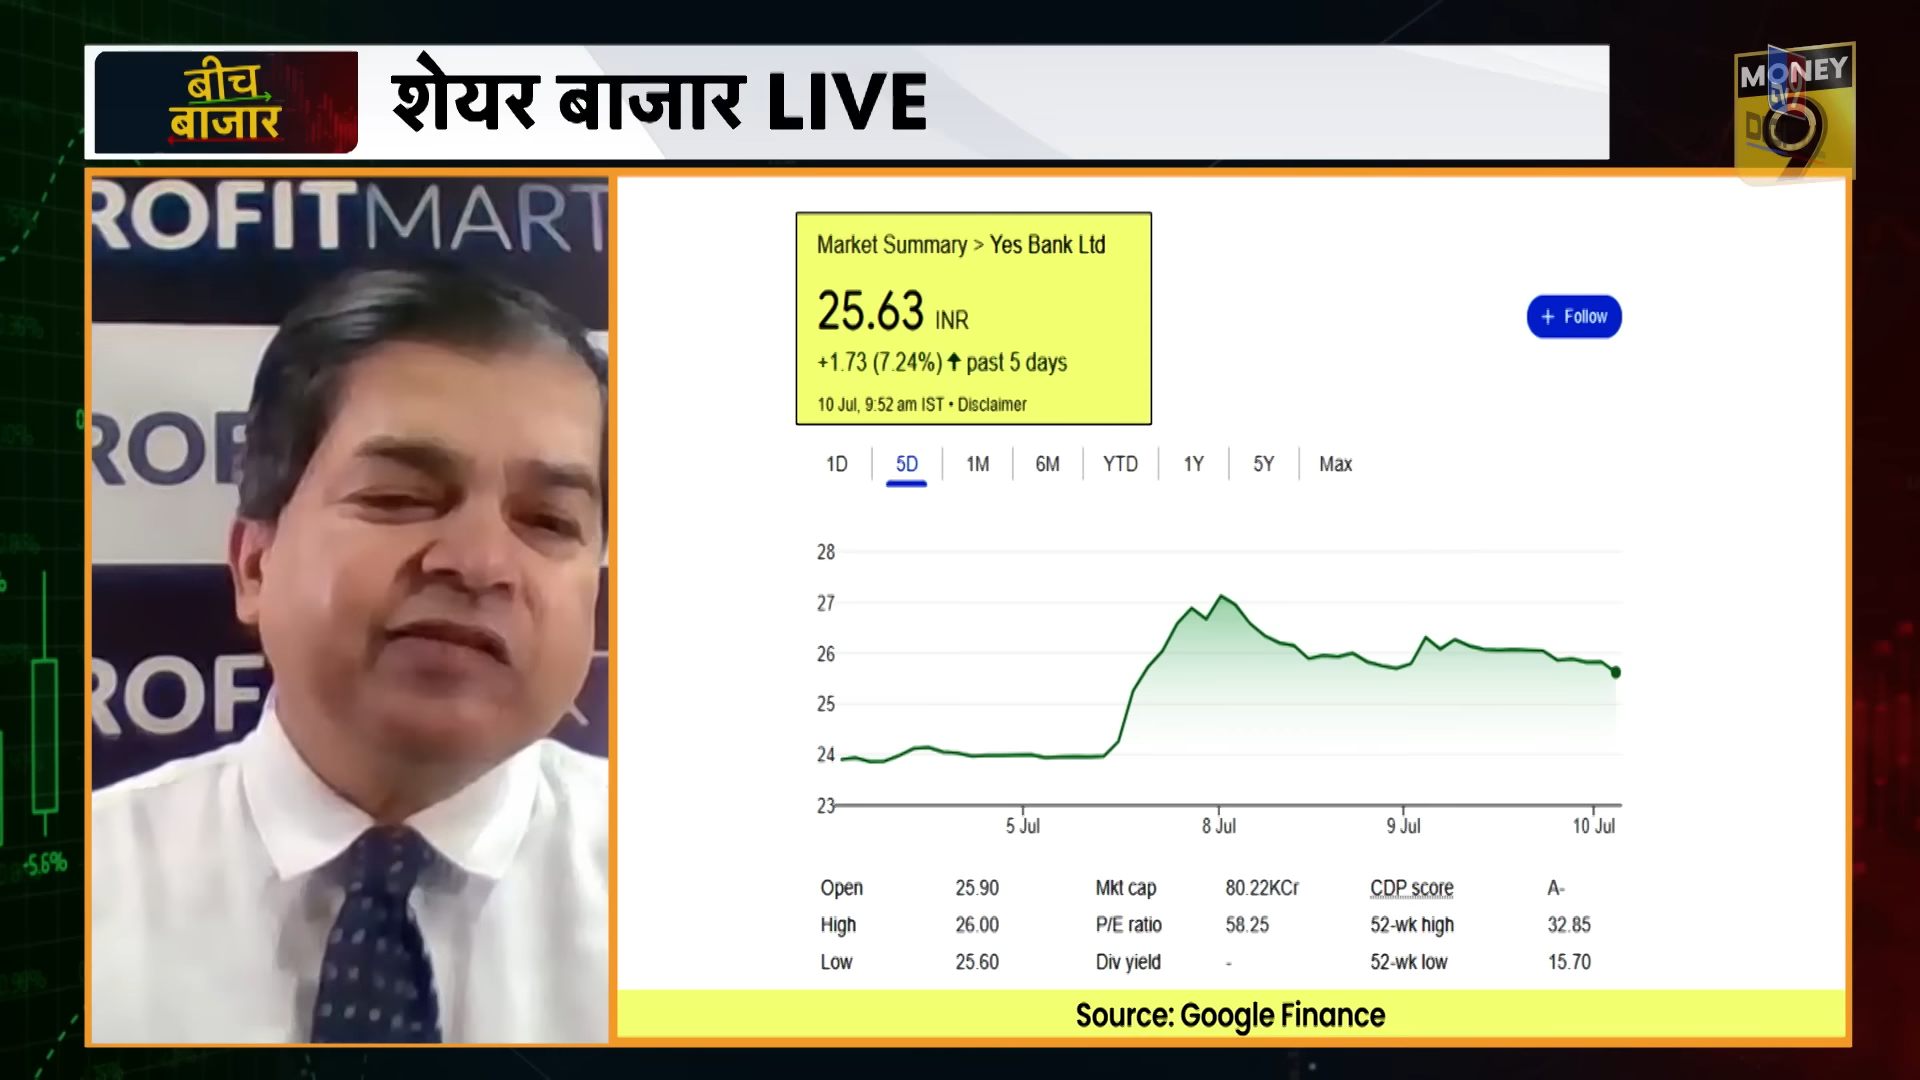 बीच
बाजार
शेयर बाजार LIVE
MONEY
9
ROFITMART
ROF
ROF
Market Summary > Yes Bank Ltd
25.63 INR
+1.73 (7.24%) ↑ past 5 days
10 Jul, 9:52 am IST • Disclaimer
+ Follow
1D 5D 1M 6M YTD 1Y 5Y Max
28
27
26
25
24
23
5 Jul 8 Jul 9 Jul 10 Jul
Open 25.90 Mkt cap 80.22KCr CDP score A-
High 26.00 P/E ratio 58.25 52-wk high 32.85
Low 25.60 Div yield - 52-wk low 15.70
Source: Google Finance
-5.6%